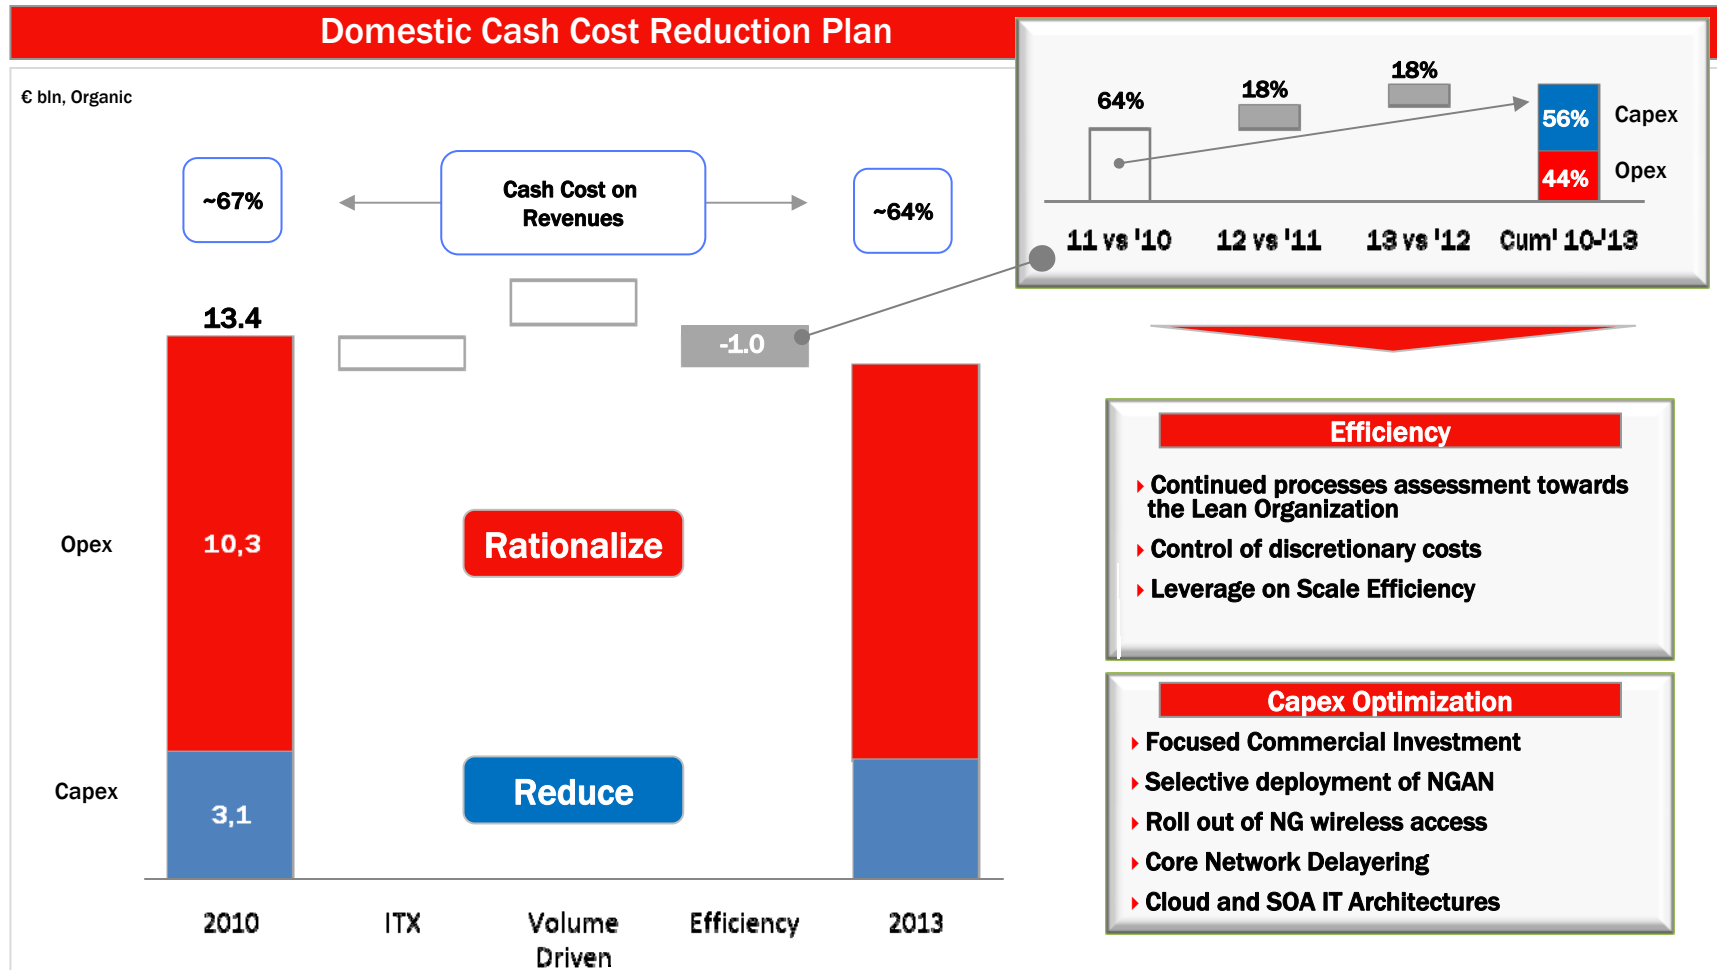 Domestic Cash Cost Reduction Plan
€ bln, Organic
~67%
Cash Cost on
Revenues
~64%
13.4
-1.0
Opex
10,3
Rationalize
Capex
3,1
Reduce
2010
ITX
Volume
Driven
Efficiency
2013
64%
18%
18%
56%
Capex
44%
Opex
11 vs '10
12 vs '11
13 vs '12
Cum' 10-'13
Efficiency
Continued processes assessment towards
the Lean Organization
Control of discretionary costs
Leverage on Scale Efficiency
Capex Optimization
Focused Commercial Investment
Selective deployment of NGAN
Roll out of NG wireless access
Core Network Delayering
Cloud and SOA IT Architectures